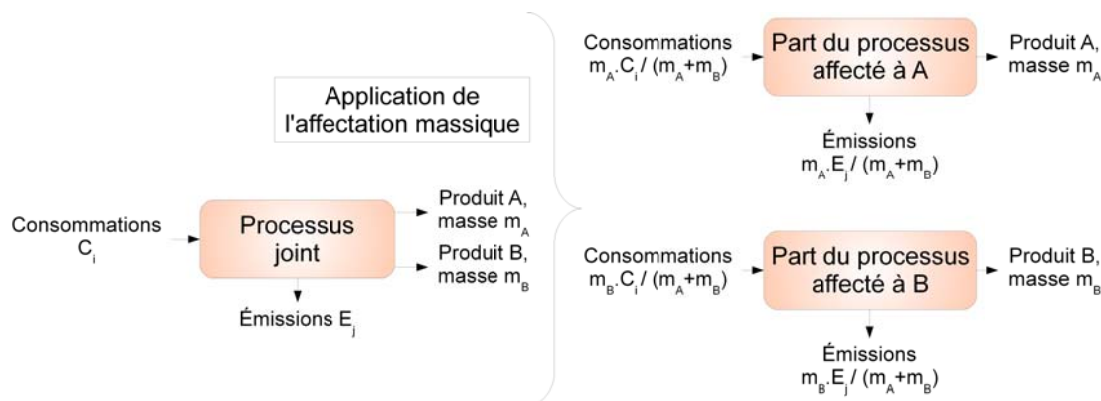 Application de
l'affectation massique
Consommations
C_i
Processus
joint
Produit A,
masse m_A
Produit B,
masse m_B
Émissions E_j
Consommations
m_A.C_i / (m_A+m_B)
Part du processus
affecté à A
Produit A,
masse m_A
Émissions
m_A.E_j / (m_A+m_B)
Consommations
m_B.C_i / (m_A+m_B)
Part du processus
affecté à B
Produit B,
masse m_B
Émissions
m_B.E_j / (m_A+m_B)